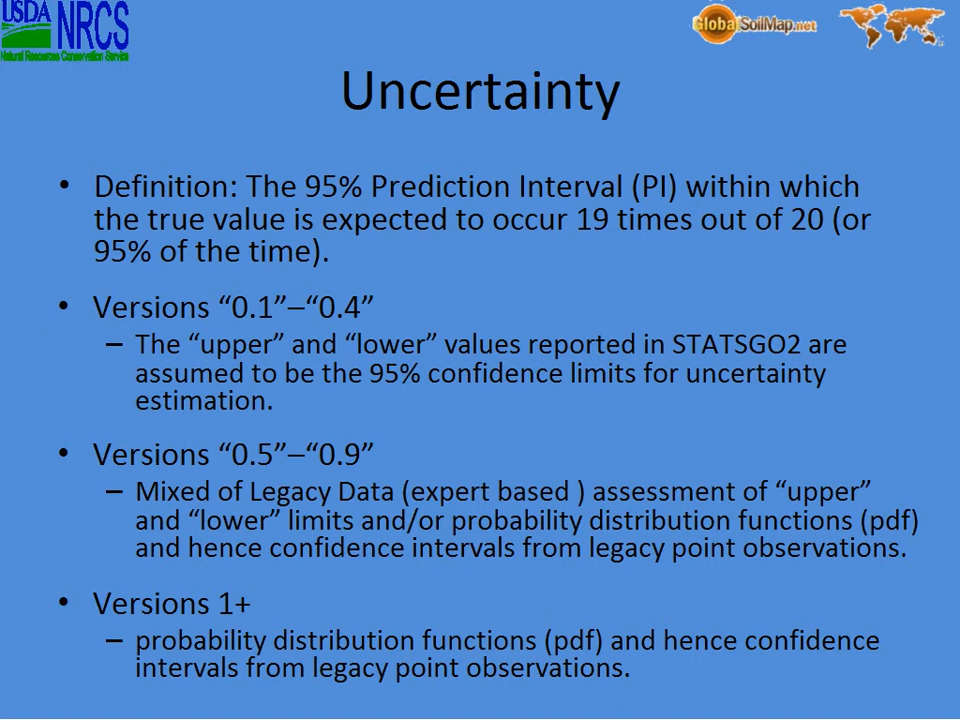 USDA NRCS
Natural Resources Conservation Service
GlobalSoilMap.net
Uncertainty
• Definition: The 95% Prediction Interval (PI) within which
the true value is expected to occur 19 times out of 20 (or
95% of the time).
• Versions “0.1”–“0.4”
– The “upper” and “lower” values reported in STATSGO2 are
assumed to be the 95% confidence limits for uncertainty
estimation.
• Versions “0.5”–“0.9”
– Mixed of Legacy Data (expert based ) assessment of “upper”
and “lower” limits and/or probability distribution functions (pdf)
and hence confidence intervals from legacy point observations.
• Versions 1+
– probability distribution functions (pdf) and hence confidence
intervals from legacy point observations.